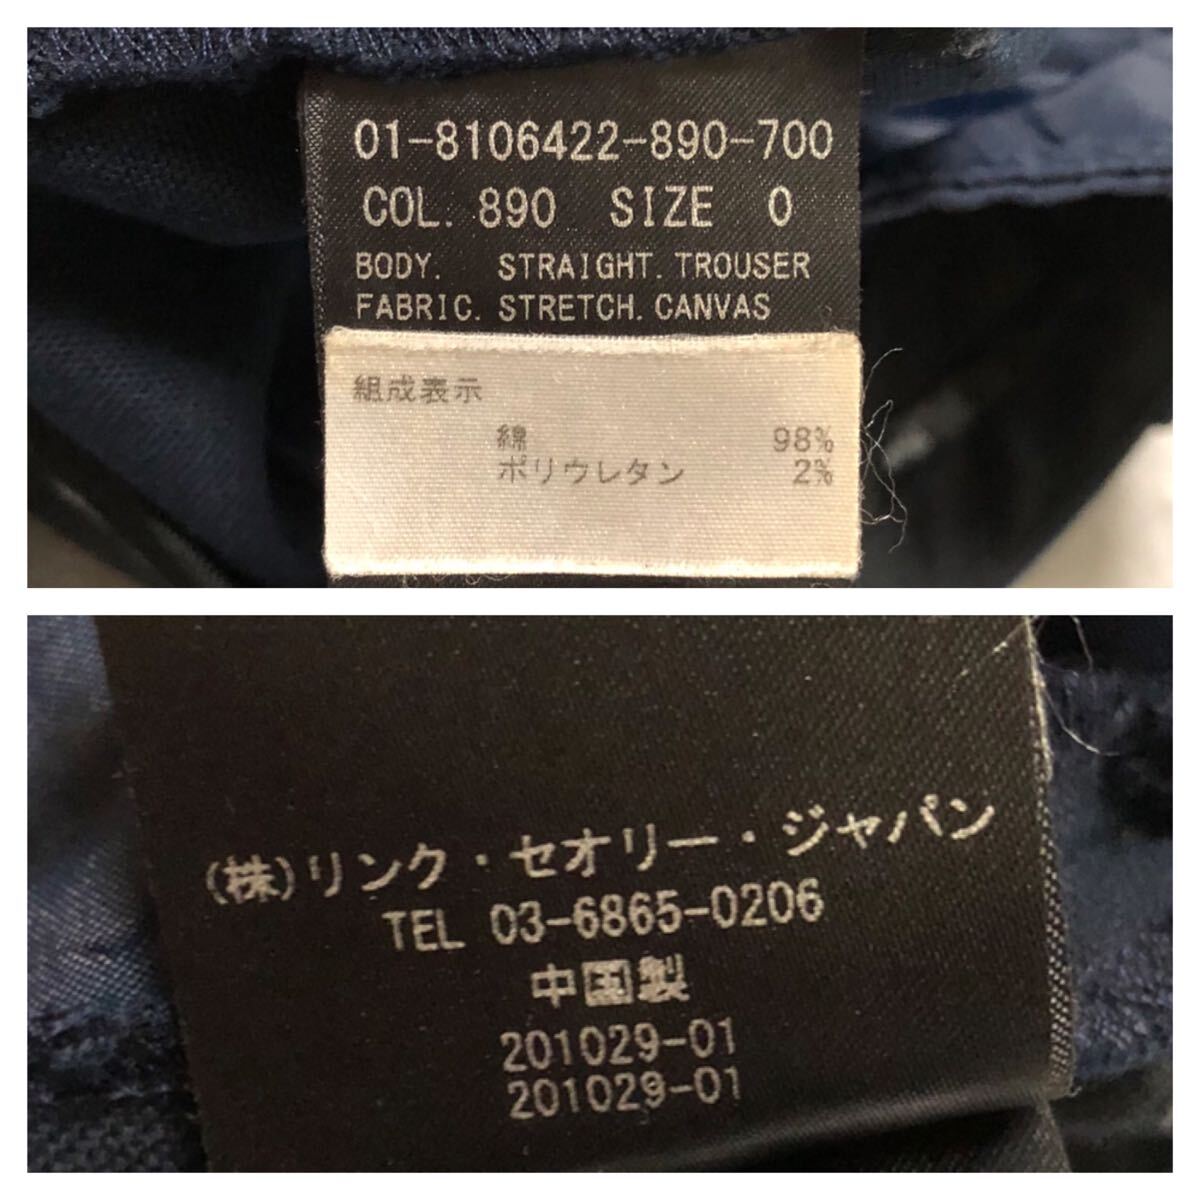 01-8106422-890-700
COL. 890 SIZE 0
BODY. STRAIGHT. TROUSER
FABRIC. STRETCH. CANVAS
組成表示
綿 98%
ポリウレタン 2%
(株)リンク・セオリー・ジャパン
TEL 03-6865-0206
中国製
201029-01
201029-01